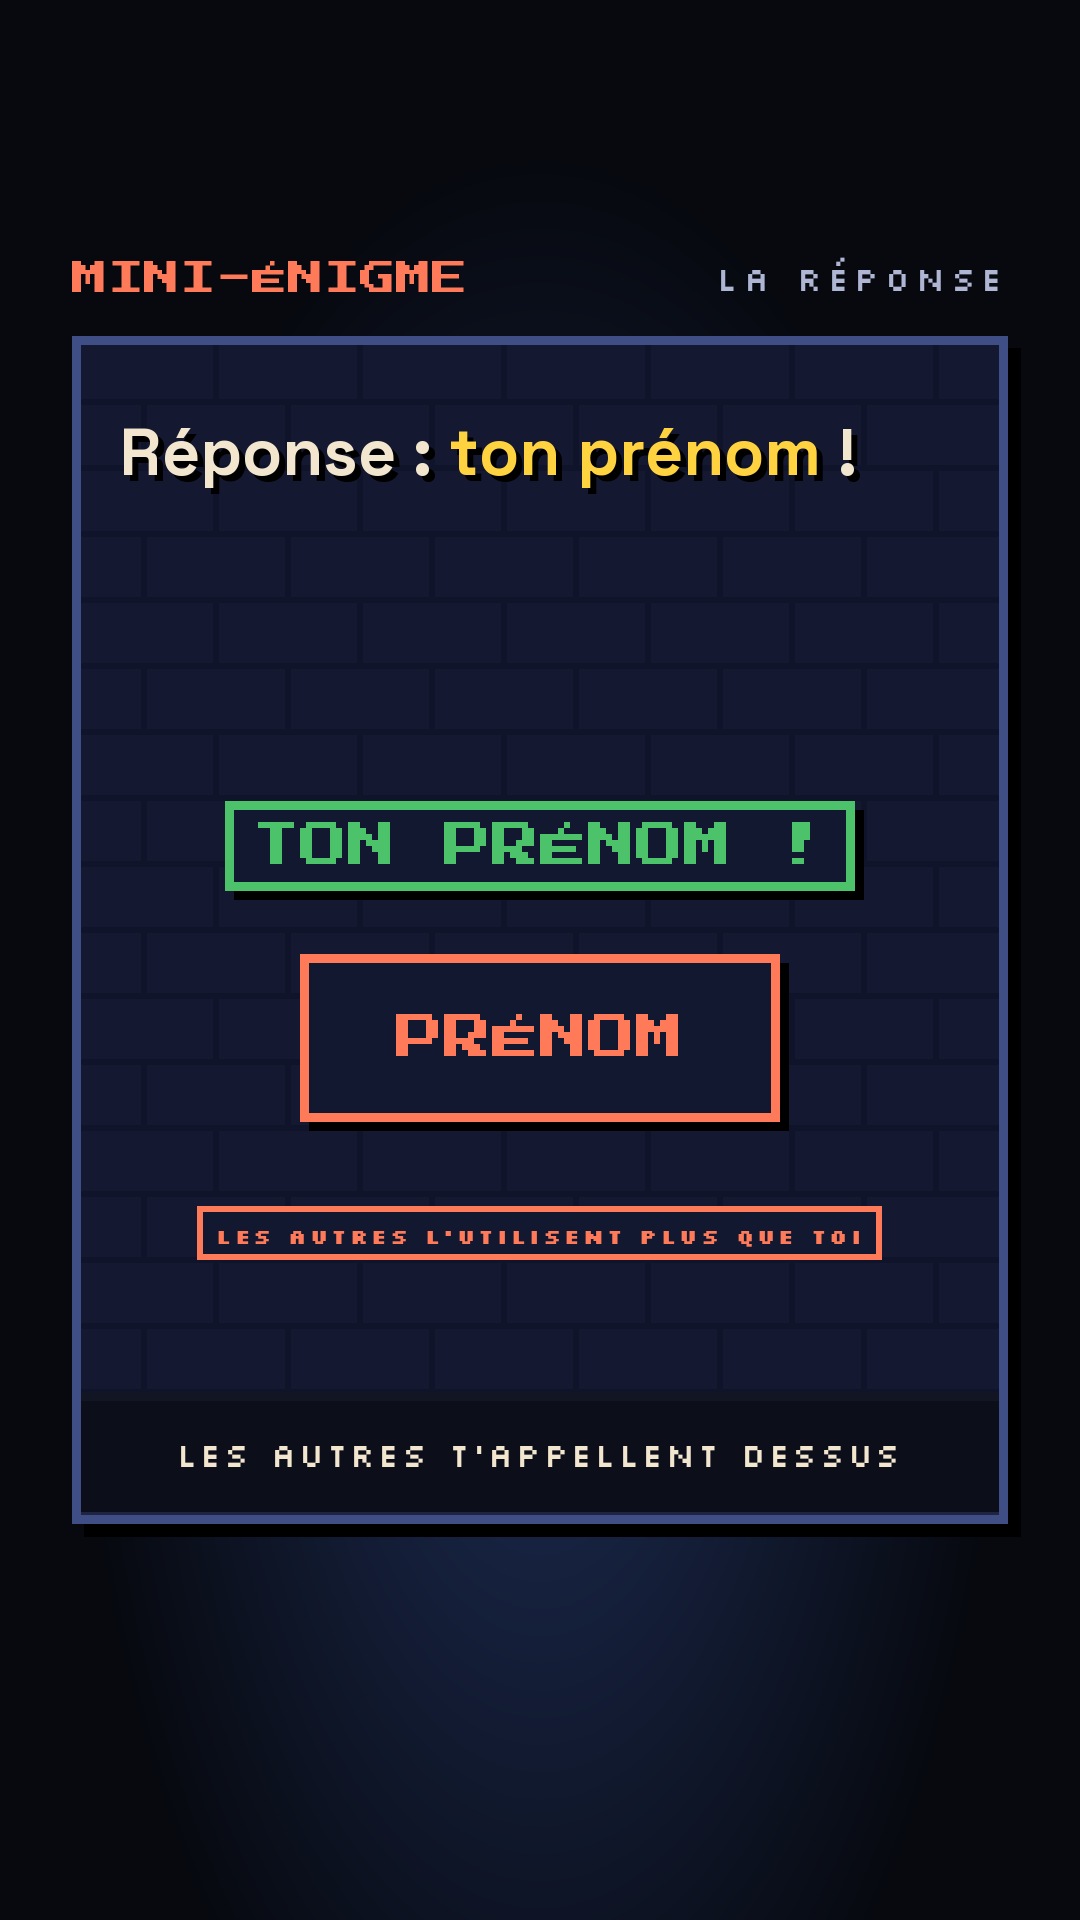 MINI-ÉNIGME
LA RÉPONSE
Réponse : ton prénom !
TON PRÉNOM !
PRÉNOM
LES AUTRES L'UTILISENT PLUS QUE TOI
LES AUTRES T'APPELLENT DESSUS